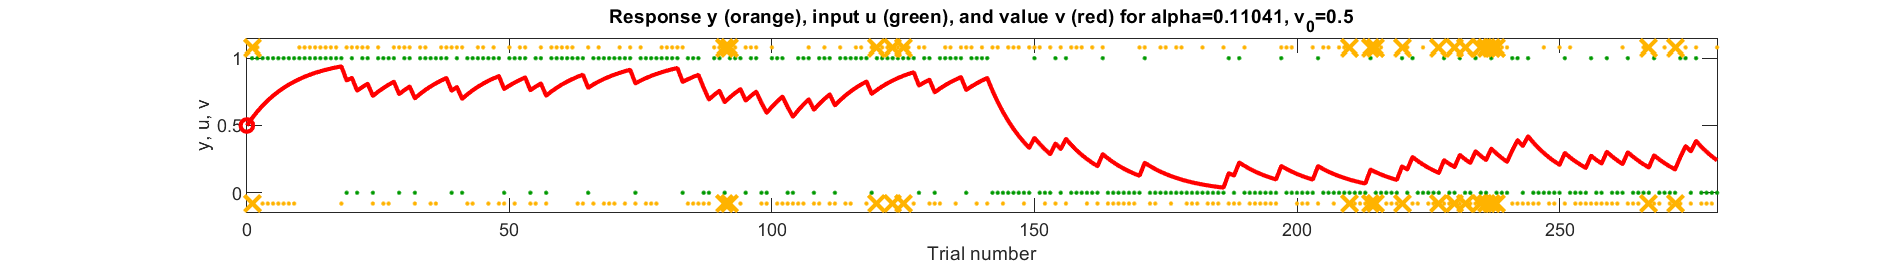 Response y (orange), input u (green), and value v (red) for alpha=0.11041, v0=0.5
y, u, v
1
0.5
0
0 50 100 150 200 250
Trial number